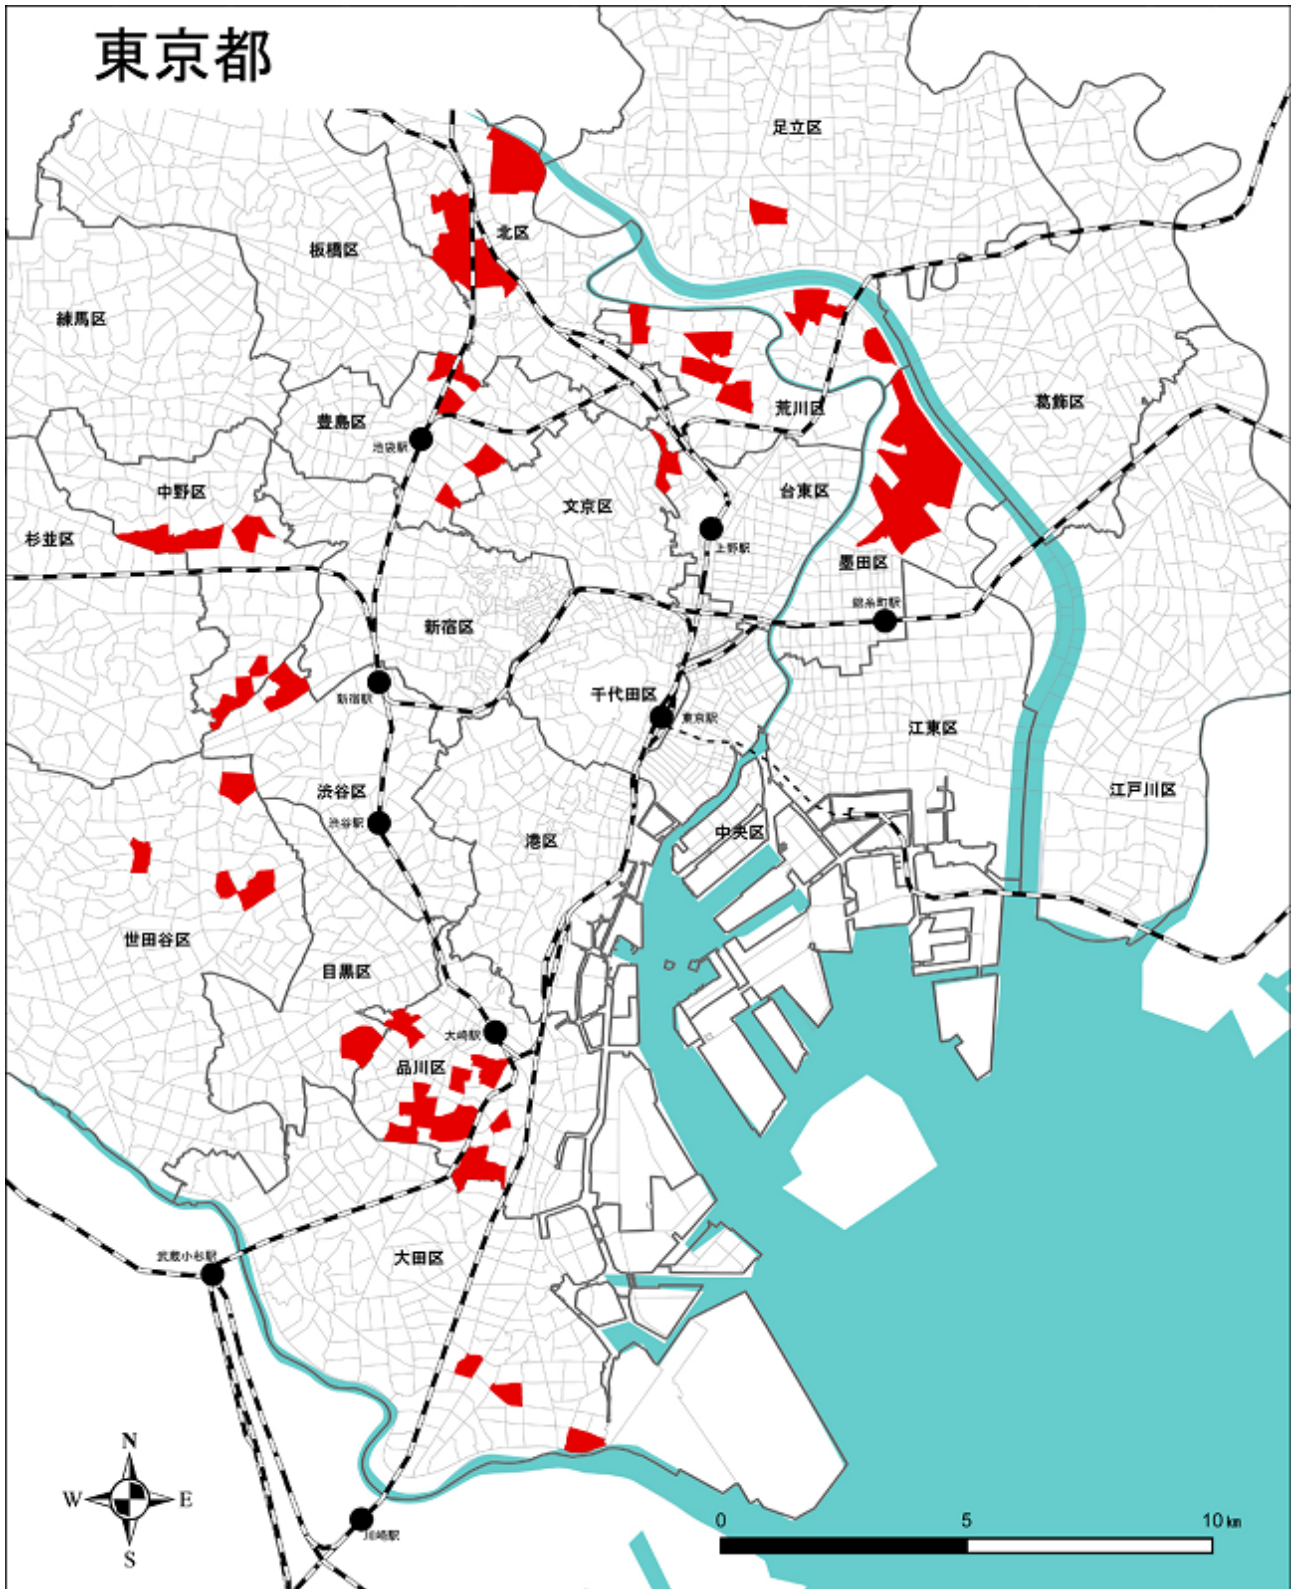 東京都
足立区
北区
板橋区
練馬区
葛飾区
荒川区
豊島区
池袋駅
中野区
台東区
文京区
杉並区
上野駅
墨田区
錦糸町駅
新宿区
千代田区
新宿駅
東京駅
江東区
江戸川区
渋谷区
渋谷駅
中央区
港区
世田谷区
目黒区
大崎駅
品川区
武蔵小杉駅
大田区
N
W
E
S
川崎駅
0
5
10km